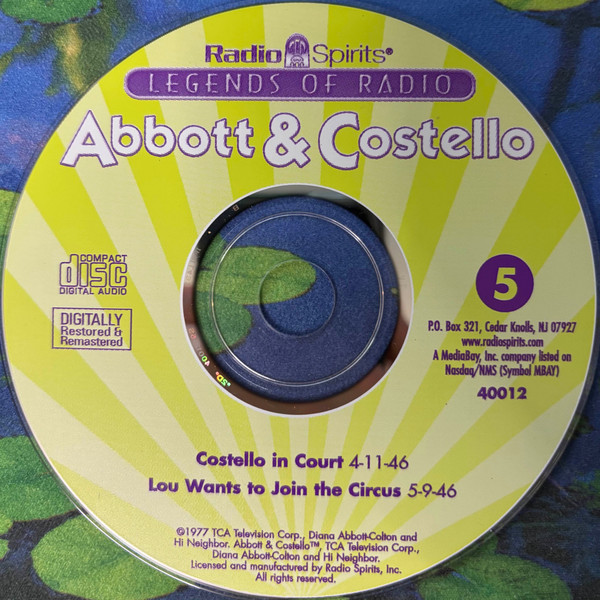 Radio Spirits®
LEGENDS OF RADIO
Abbott & Costello
COMPACT
disc
DIGITAL AUDIO
5
DIGITALLY
Restored &
Remastered
P.O. Box 321, Cedar Knolls, NJ 07927
www.radiospirits.com
A MediaBay, Inc. company listed on
Nasdaq/NMS (Symbol MBAY)
40012
Costello in Court 4-11-46
Lou Wants to Join the Circus 5-9-46
©1977 TCA Television Corp., Diana Abbott-Colton and
Hi Neighbor. Abbott & Costello™, TCA Television Corp.,
Diana Abbott-Colton and Hi Neighbor.
Licensed and manufactured by Radio Spirits, Inc.
All rights reserved.